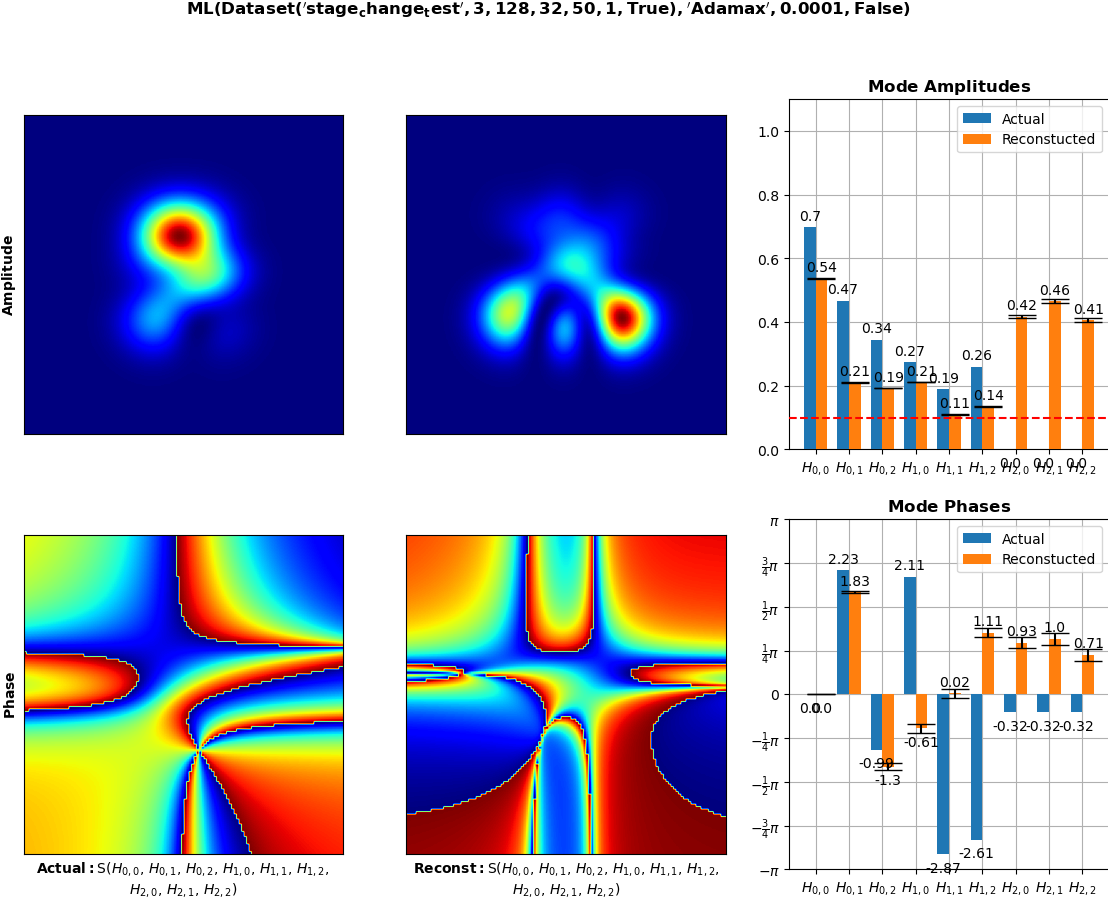 ML(Dataset('stage_change_test', 3, 128, 32, 50, 1, True), 'Adamax', 0.0001, False)
Amplitude
Mode Amplitudes
Actual
Reconstucted
1.0
0.8
0.6
0.4
0.2
0.0
0.7
0.54
0.47
0.21
0.34
0.19
0.27
0.21
0.19
0.11
0.26
0.14
0.0
0.42
0.0
0.46
0.0
0.41
H0,0 H0,1 H0,2 H1,0 H1,1 H1,2 H2,0 H2,1 H2,2
Phase
Mode Phases
Actual
Reconstucted
π
3/4π
1/2π
1/4π
0
−1/4π
−1/2π
−3/4π
−π
0.0
0.0
2.23
1.83
-0.99
-1.3
2.11
-0.61
-2.87
0.02
-2.61
1.11
-0.32
0.93
-0.32
1.0
-0.32
0.71
H0,0 H0,1 H0,2 H1,0 H1,1 H1,2 H2,0 H2,1 H2,2
Actual: S(H0,0, H0,1, H0,2, H1,0, H1,1, H1,2,
H2,0, H2,1, H2,2)
Reconst: S(H0,0, H0,1, H0,2, H1,0, H1,1, H1,2,
H2,0, H2,1, H2,2)